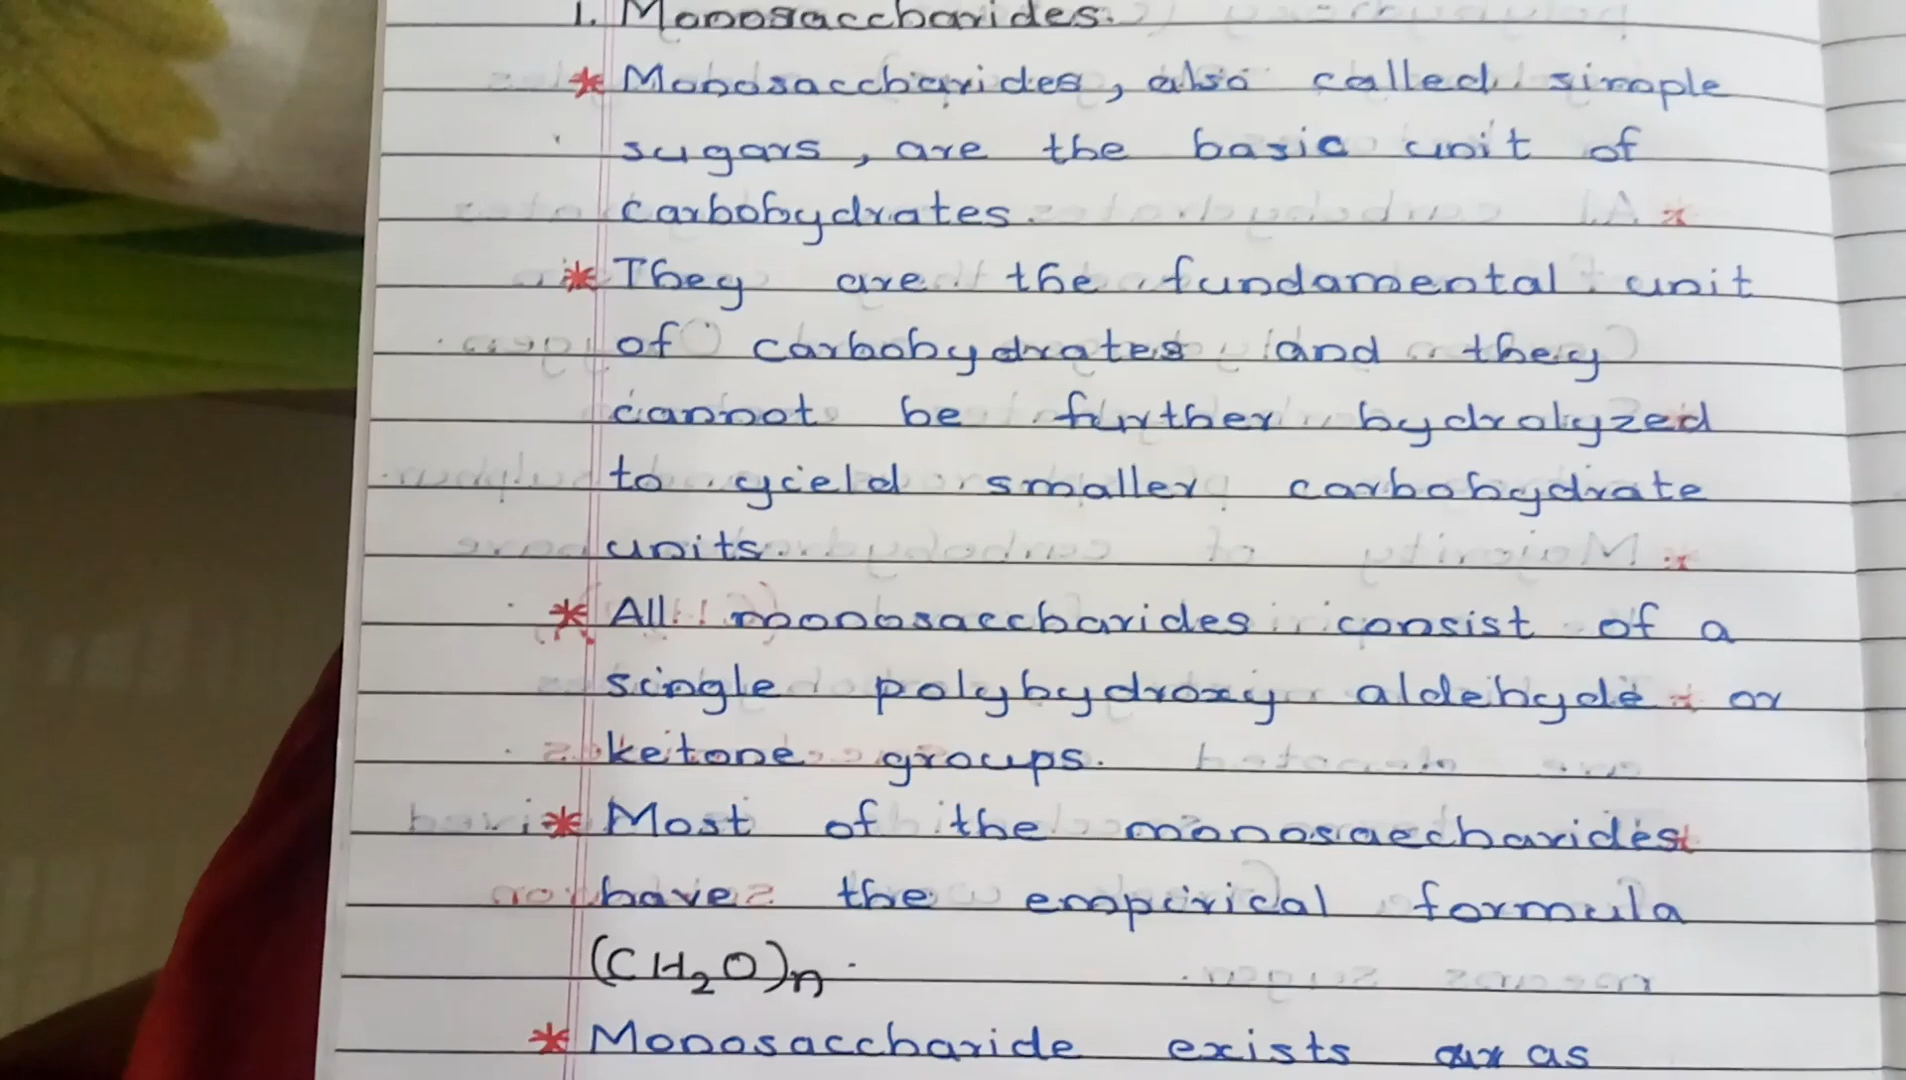 1. Monosaccharides.
* Monosaccharides, also called simple
sugars, are the basic unit of
carbohydrates.
* They are the fundamental unit
of carbohydrates and they
cannot be further hydrolyzed
to yield smaller carbohydrate
units.
* All monosaccharides consist of a
single polyhydroxy aldehyde or
ketone groups.
* Most of the monosaccharides
have the empirical formula
(CH₂O)n.
* Monosaccharide exists as